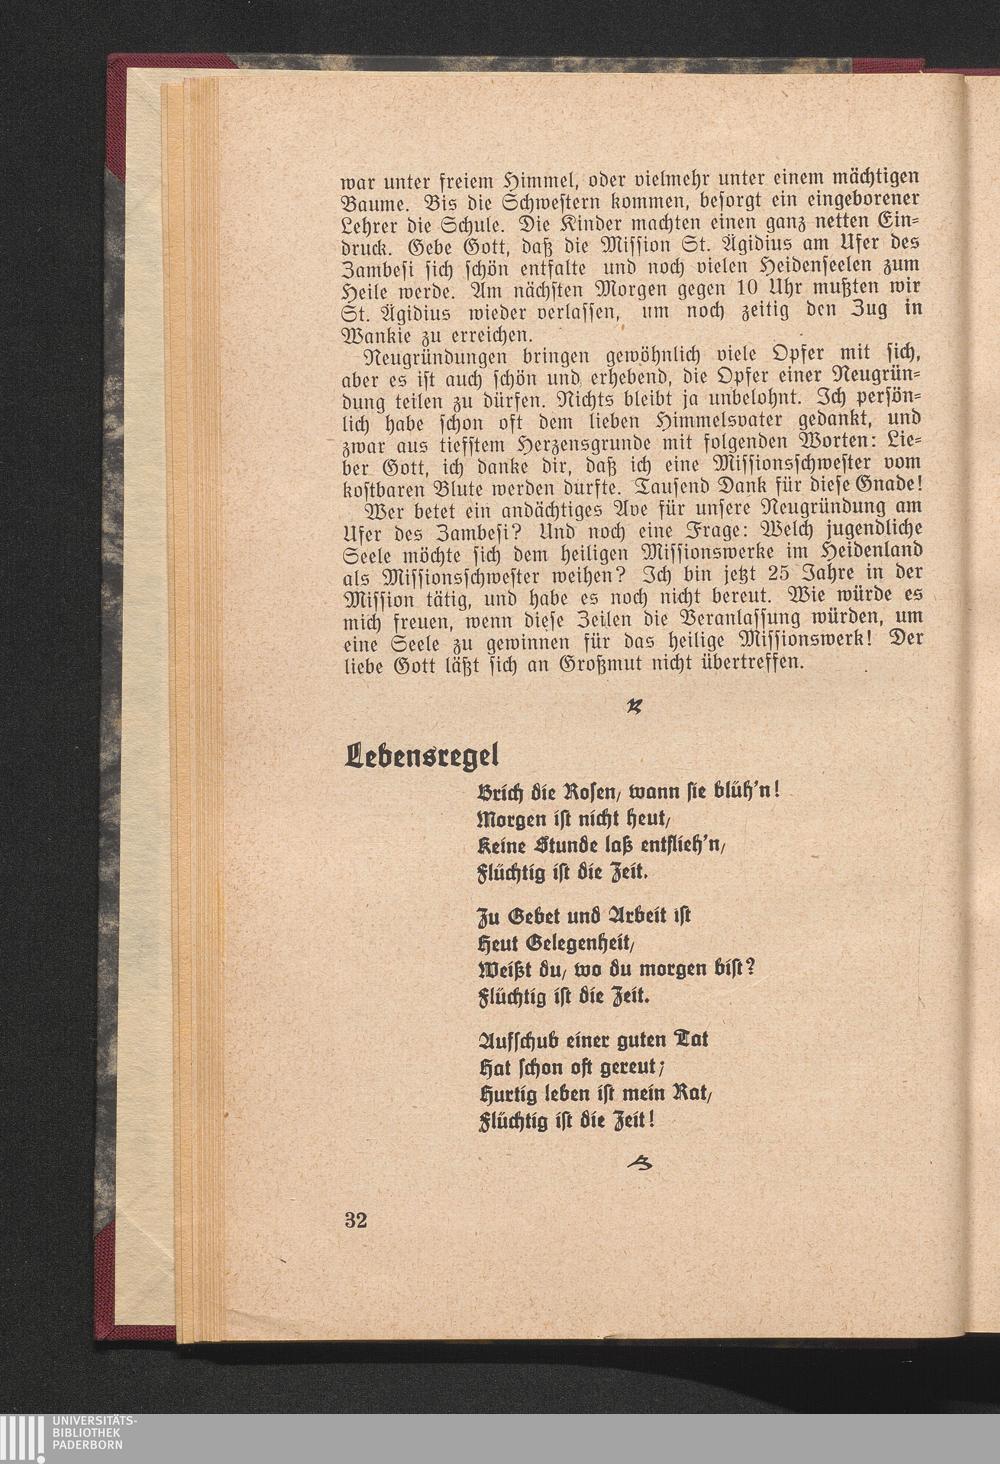 war unter freiem Himmel, oder vielmehr unter einem mächtigen
Baume. Bis die Schwestern kommen, besorgt ein eingeborener
Lehrer die Schule. Die Kinder machten einen ganz netten Ein-
druck. Gebe Gott, daß die Mission St. Ägidius am Ufer des
Zambesi sich schön entfalte und noch vielen Heidenseelen zum
Heile werde. Am nächsten Morgen gegen 10 Uhr mußten wir
St. Ägidius wieder verlassen, um noch zeitig den Zug in
Wankie zu erreichen.
Neugründungen bringen gewöhnlich viele Opfer mit sich,
aber es ist auch schön und erhebend, die Opfer einer Neugrün-
dung teilen zu dürfen. Nichts bleibt ja unbelohnt. Ich persön-
lich habe schon oft dem lieben Himmelsvater gedankt, und
zwar aus tiefstem Herzensgrunde mit folgenden Worten: Lie-
ber Gott, ich danke dir, daß ich eine Missionsschwester vom
kostbaren Blute werden durfte. Tausend Dank für diese Gnade!
Wer betet ein andächtiges Ave für unsere Neugründung am
Ufer des Zambesi? Und noch eine Frage: Welch jugendliche
Seele möchte sich dem heiligen Missionswerke im Heidenland
als Missionsschwester weihen? Ich bin jetzt 25 Jahre in der
Mission tätig, und habe es noch nicht bereut. Wie würde es
mich freuen, wenn diese Zeilen die Veranlassung würden, um
eine Seele zu gewinnen für das heilige Missionswerk! Der
liebe Gott läßt sich an Großmut nicht übertreffen.
Lebensregel
Brich die Rosen, wann sie blüh'n!
Morgen ist nicht heut,
Keine Stunde laß entflieh'n,
Flüchtig ist die Zeit.
Zu Gebet und Arbeit ist
Heut Gelegenheit,
Weißt du, wo du morgen bist?
Flüchtig ist die Zeit.
Aufschub einer guten Tat
Hat schon oft gereut;
Hurtig leben ist mein Rat,
Flüchtig ist die Zeit!
32
UNIVERSITÄTS-
BIBLIOTHEK
PADERBORN